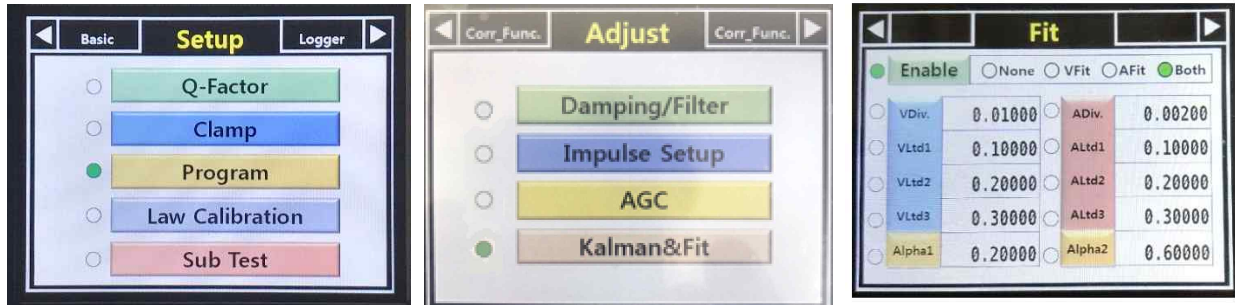 Basic Setup Logger
Q-Factor
Clamp
Program
Law Calibration
Sub Test
Corr_Func. Adjust Corr_Func.
Damping/Filter
Impulse Setup
AGC
Kalman&Fit
Fit
Enable None VFit AFit Both
VDiv. 0.01000 ADiv. 0.00200
VLtd1 0.10000 ALtd1 0.10000
VLtd2 0.20000 ALtd2 0.20000
VLtd3 0.30000 ALtd3 0.30000
Alpha1 0.20000 Alpha2 0.60000